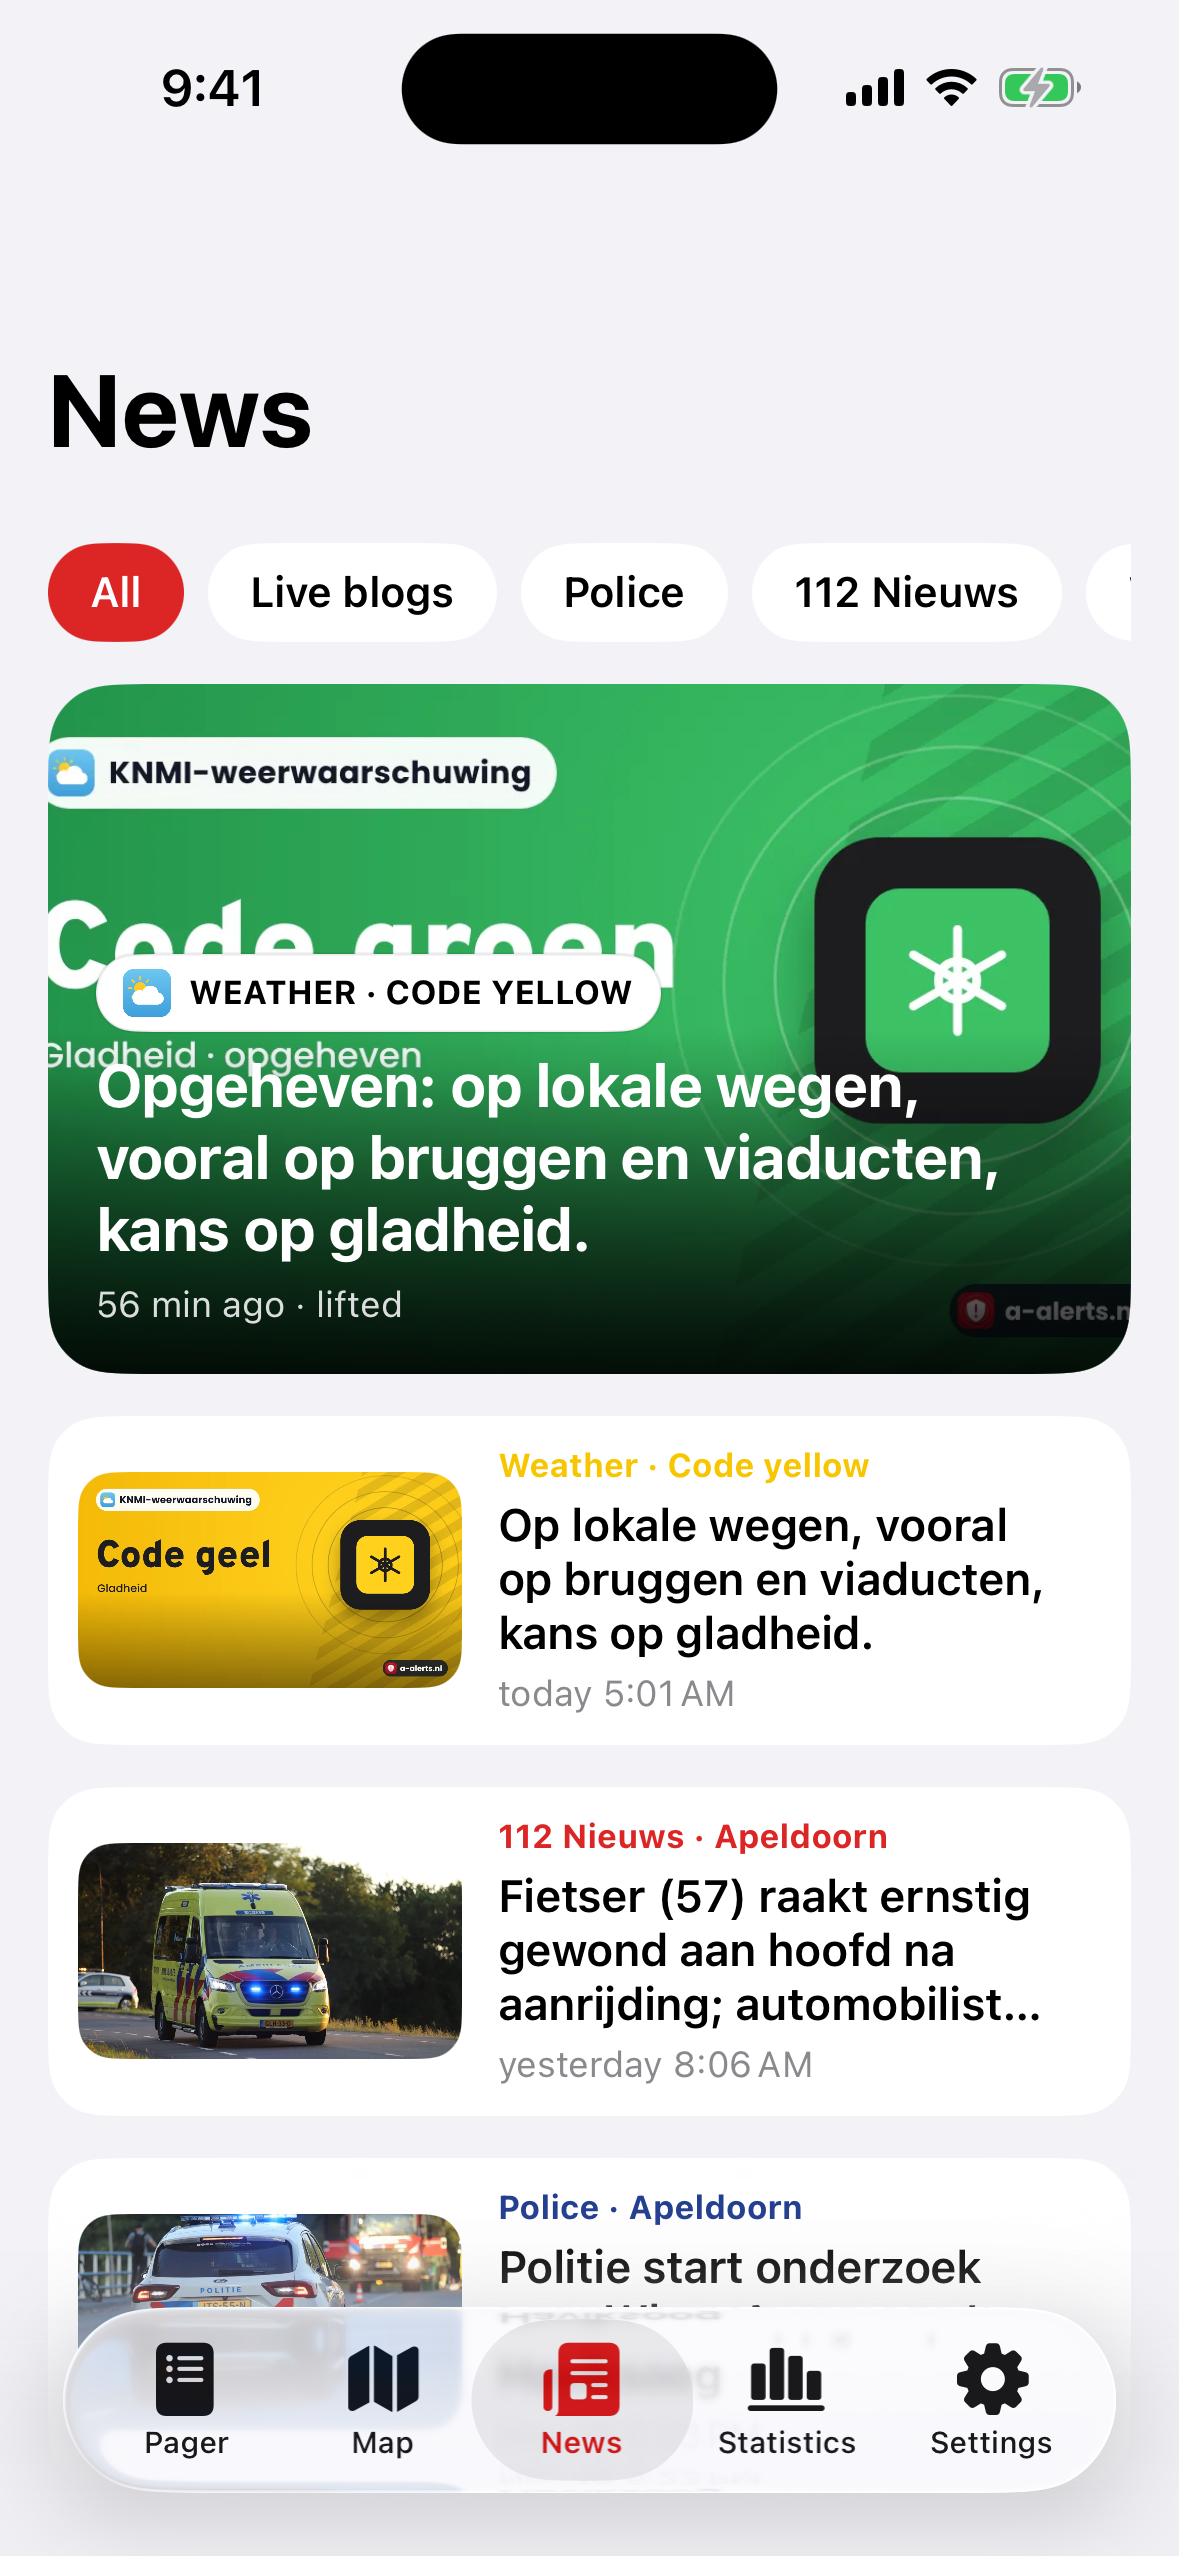 9:41
News
All
Live blogs
Police
112 Nieuws
KNMI-weerwaarschuwing
Code groen
WEATHER · CODE YELLOW
Gladheid · opgeheven
Opgeheven: op lokale wegen,
vooral op bruggen en viaducten,
kans op gladheid.
56 min ago · lifted
a-alerts.n
Weather · Code yellow
KNMI-weerwaarschuwing
Code geel
Gladheid
a-alerts.nl
Op lokale wegen, vooral
op bruggen en viaducten,
kans op gladheid.
today 5:01 AM
112 Nieuws · Apeldoorn
Fietser (57) raakt ernstig
gewond aan hoofd na
aanrijding; automobilist...
yesterday 8:06 AM
Police · Apeldoorn
Politie start onderzoek
POLITIE
Pager
Map
News
Statistics
Settings